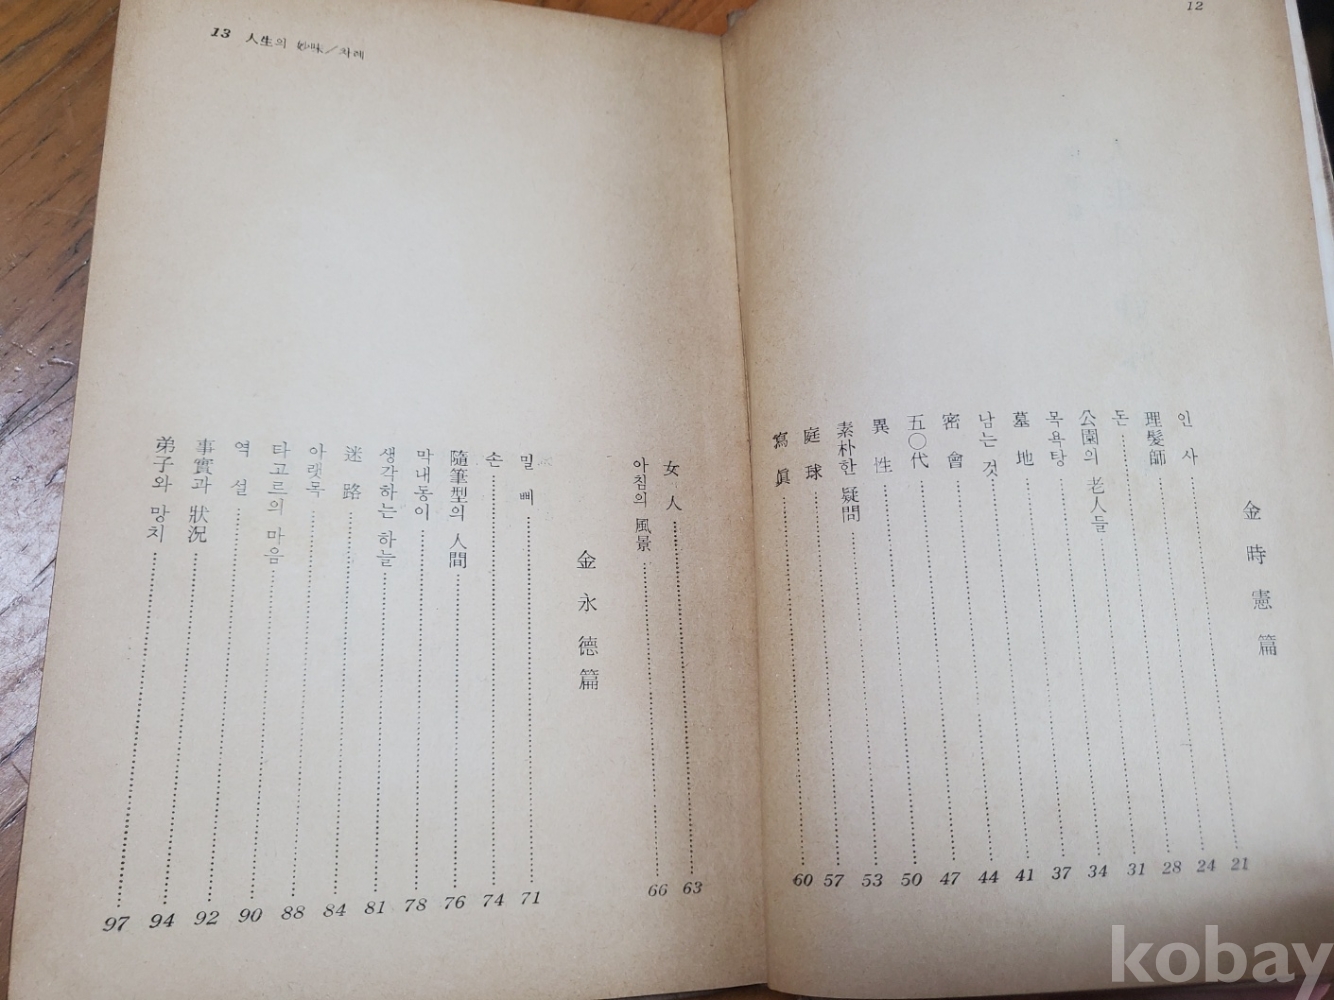 12
金時憲篇
인사 21
理髮師 24
돈 28
公園의 老人들 31
목욕탕 34
墓地 37
남는 것 41
密會 44
五〇代 47
異性 50
素朴한 疑問 53
庭球 57
寫眞 60
13 人生의 妙味／차례
女人 63
아침의 風景 66
金永德篇
밀삐 71
손 74
隨筆型의 人間 76
막내동이 78
생각하는 하늘 81
迷路 84
아랫목 88
타고르의 마음 90
역설 92
事實과 狀況 94
弟子와 망치 97
kobay